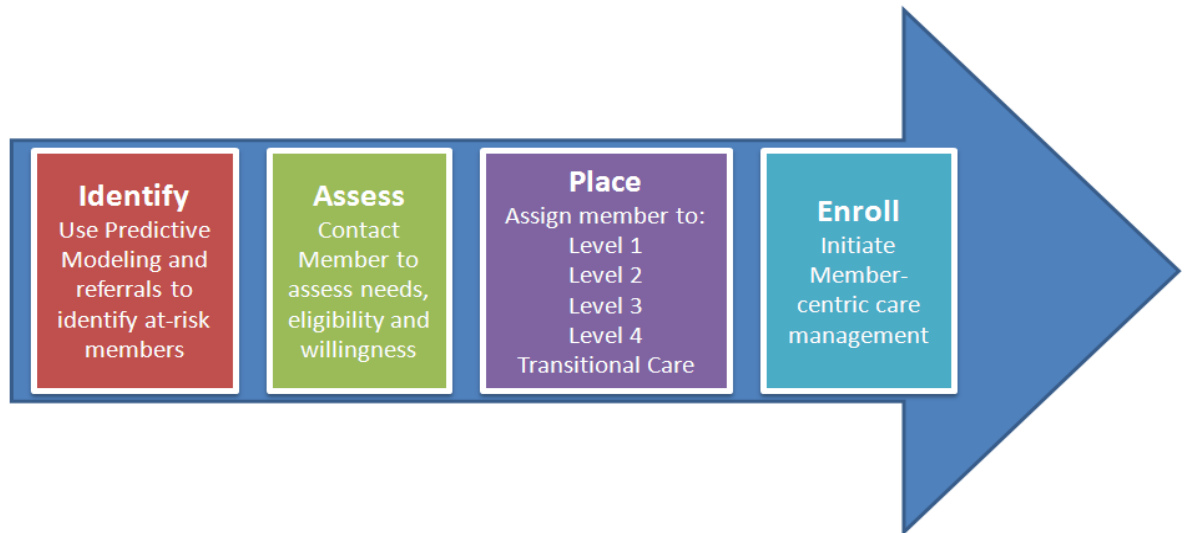 Identify
Use Predictive
Modeling and
referrals to
identify at-risk
members
Assess
Contact
Member to
assess needs,
eligibility and
willingness
Place
Assign member to:
Level 1
Level 2
Level 3
Level 4
Transitional Care
Enroll
Initiate
Member-
centric care
management